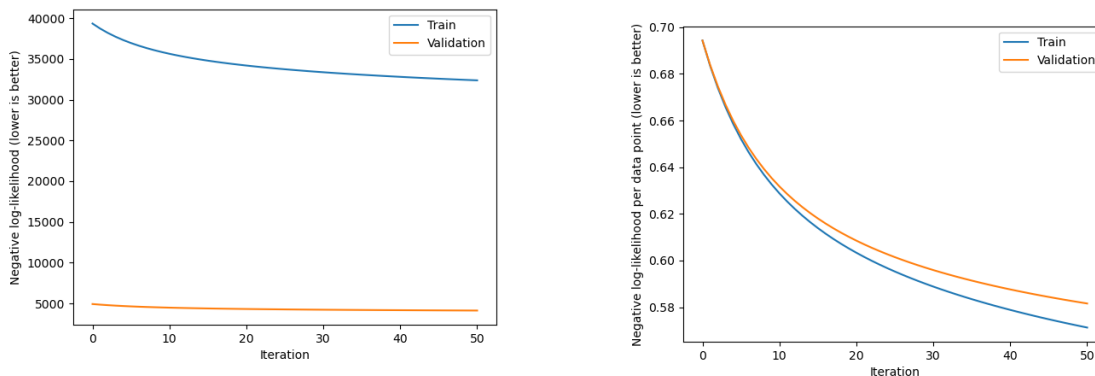 40000
35000
30000
25000
20000
15000
10000
5000
Negative log-likelihood (lower is better)
Train
Validation
0 10 20 30 40 50
Iteration
0.70
0.68
0.66
0.64
0.62
0.60
0.58
Negative log-likelihood per data point (lower is better)
Train
Validation
0 10 20 30 40 50
Iteration